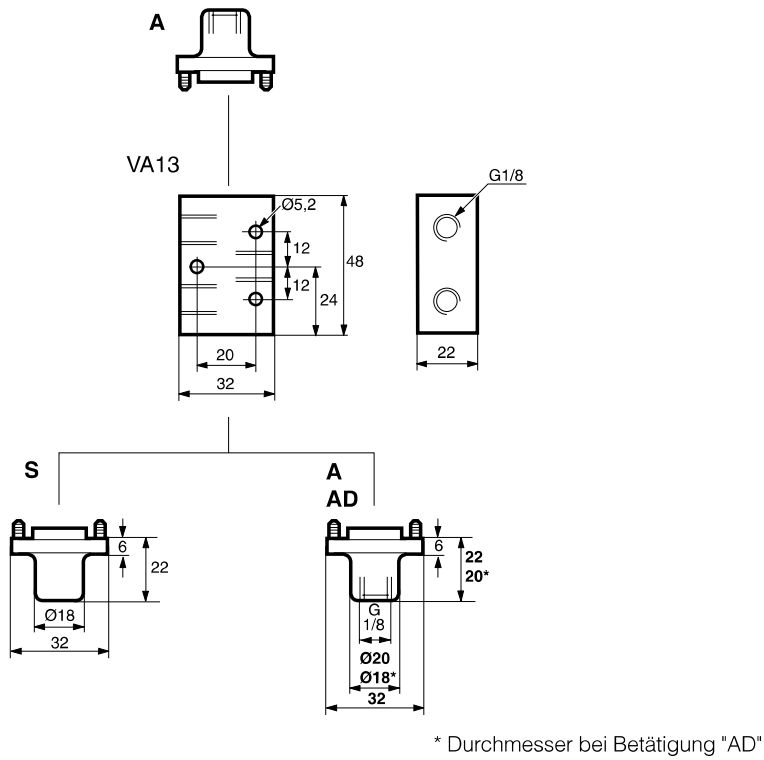 A
VA13
G1/8
Ø5,2
12
48
12
24
20
22
32
S
A
AD
6
22
6
22
20*
Ø18
G
1/8
32
Ø20
Ø18*
32
* Durchmesser bei Betätigung "AD"